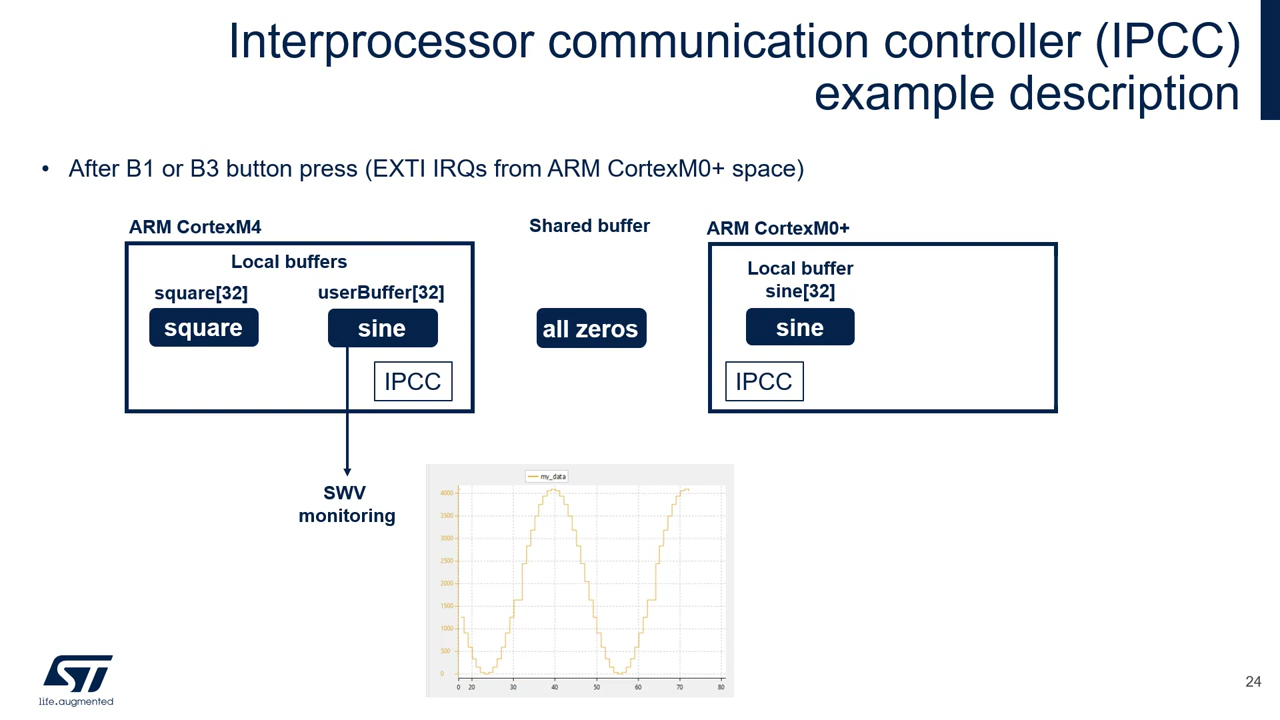 Interprocessor communication controller (IPCC)
example description
• After B1 or B3 button press (EXTI IRQs from ARM CortexM0+ space)
ARM CortexM4
Local buffers
square[32]
userBuffer[32]
square
sine
IPCC
Shared buffer
all zeros
ARM CortexM0+
Local buffer
sine[32]
sine
IPCC
SWV
monitoring
my_data
4000
3500
3000
2500
2000
1500
1000
500
0
0 20 30 40 50 60 70 80
ST
life.augmented
24